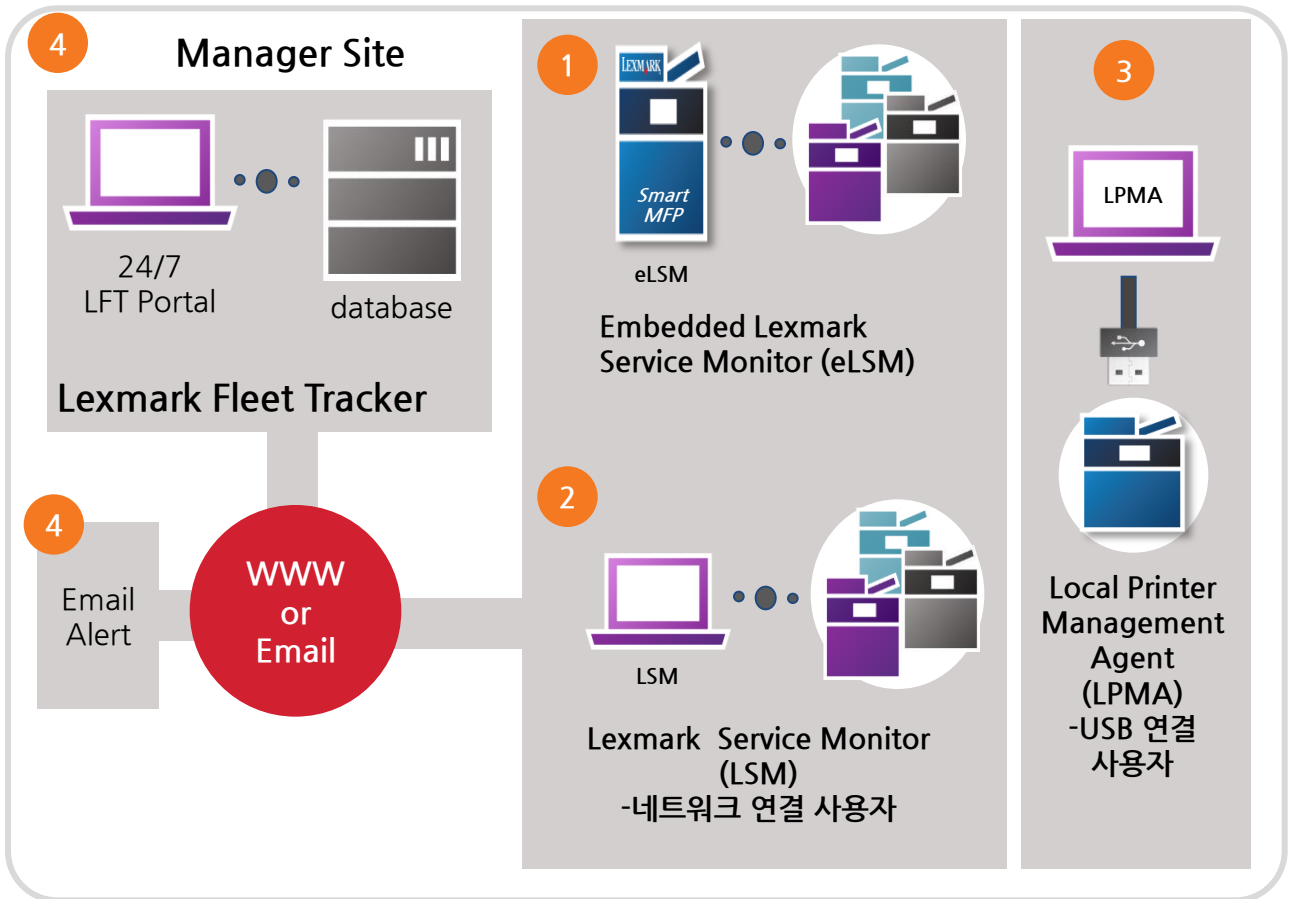 4
Manager Site
24/7
LFT Portal
database
Lexmark Fleet Tracker
4
Email
Alert
WWW
or
Email
1
LEXMARK
Smart
MFP
eLSM
Embedded Lexmark
Service Monitor (eLSM)
2
LSM
Lexmark Service Monitor
(LSM)
-네트워크 연결 사용자
3
LPMA
Local Printer
Management
Agent
(LPMA)
-USB 연결
사용자